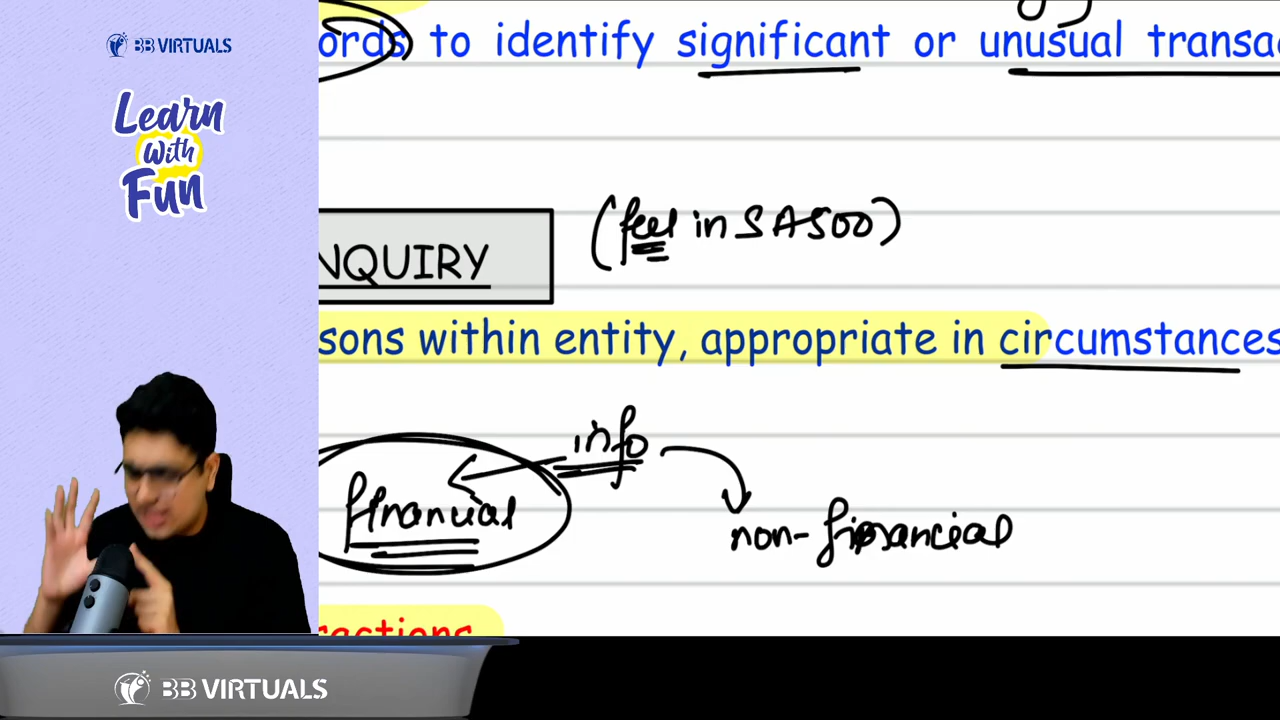 BB VIRTUALS
Learn
With
Fun
ords to identify significant or unusual transa
NQUIRY
(feel in SA500)
sons within entity, appropriate in circumstances
info
financial
non-financial
ractions
BB VIRTUALS